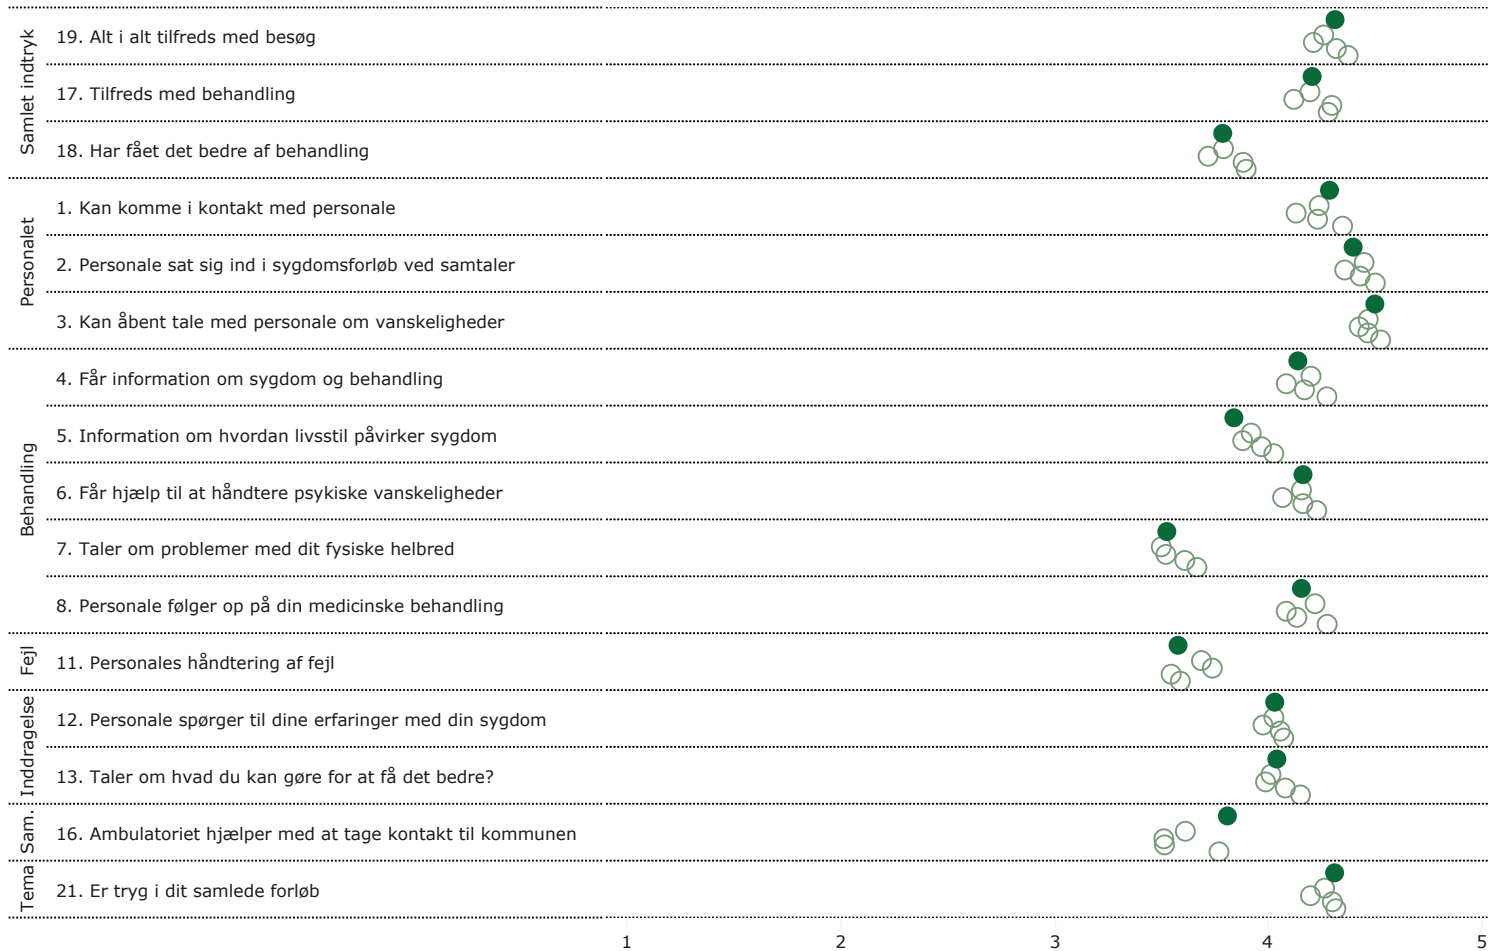 Samlet indtryk
19. Alt i alt tilfreds med besøg
17. Tilfreds med behandling
18. Har fået det bedre af behandling
Personalet
1. Kan komme i kontakt med personale
2. Personale sat sig ind i sygdomsforløb ved samtaler
3. Kan åbent tale med personale om vanskeligheder
Behandling
4. Får information om sygdom og behandling
5. Information om hvordan livsstil påvirker sygdom
6. Får hjælp til at håndtere psykiske vanskeligheder
7. Taler om problemer med dit fysiske helbred
8. Personale følger op på din medicinske behandling
Fejl
11. Personales håndtering af fejl
Inddragelse
12. Personale spørger til dine erfaringer med din sygdom
13. Taler om hvad du kan gøre for at få det bedre?
Sam.
16. Ambulatoriet hjælper med at tage kontakt til kommunen
Tema
21. Er tryg i dit samlede forløb
1 2 3 4 5